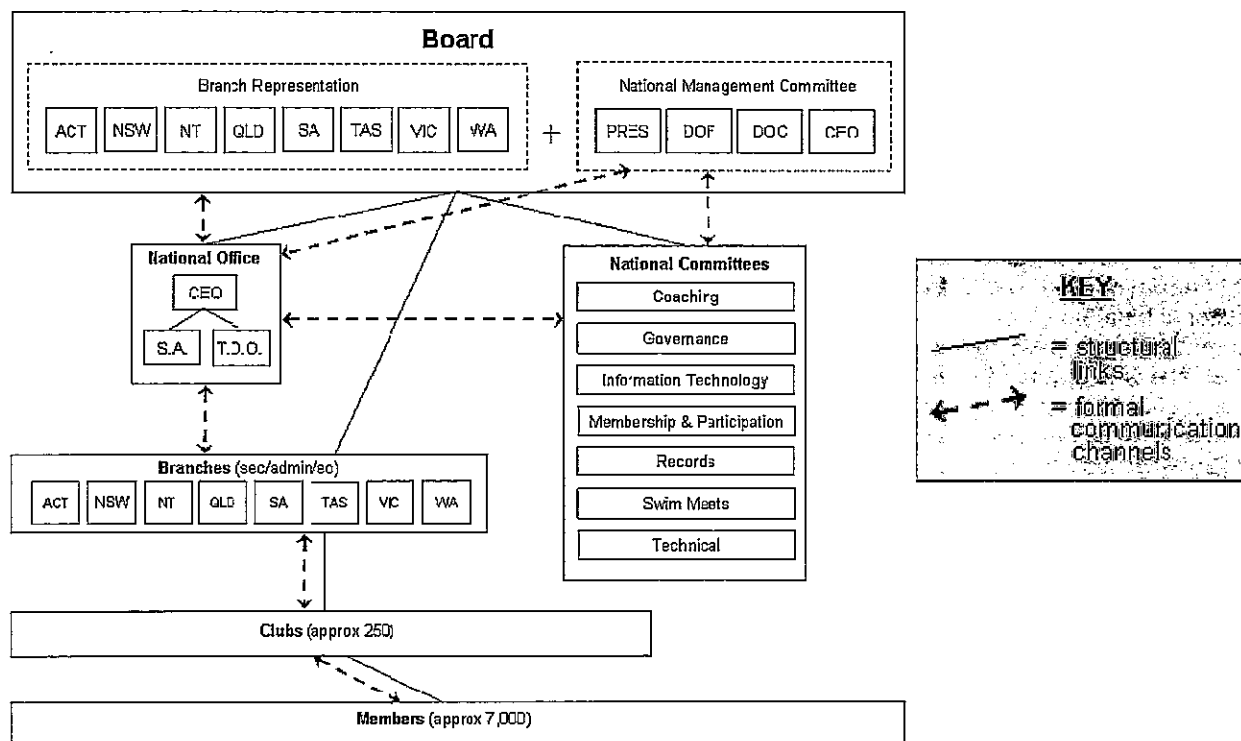 Board
Branch Representation
ACT NSW NT QLD SA TAS VIC WA
+
National Management Committee
PRES DOF DOC CEO
National Office
CEO
S.A. T.D.O.
National Committees
Coaching
Governance
Information Technology
Membership & Participation
Records
Swim Meets
Technical
KEY
= structural
links
= formal
communication
channels
Branches (sec/admin/eo)
ACT NSW NT QLD SA TAS VIC WA
Clubs (approx 250)
Members (approx 7,000)